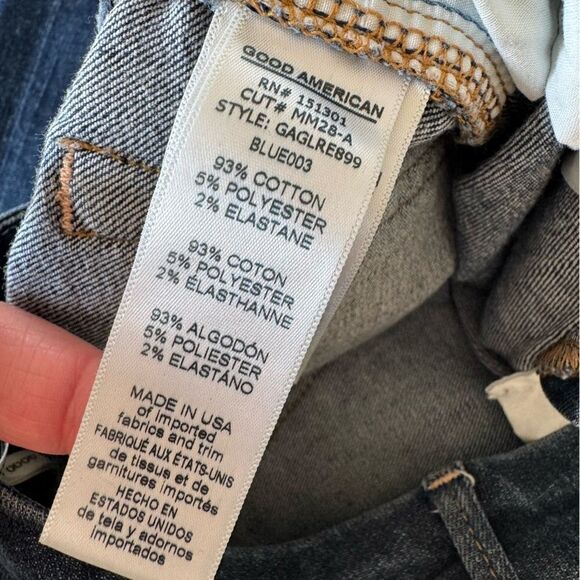 GOOD AMERICAN
RN# 151301
CUT# MM28-A
STYLE: GAGLRE899
BLUE003
93% COTTON
5% POLYESTER
2% ELASTANE
93% COTON
5% POLYESTER
2% ÉLASTHANNE
93% ALGODÓN
5% POLIESTER
2% ELASTÁNO
MADE IN USA
of imported
fabrics and trim
FABRIQUÉ AUX ÉTATS-UNIS
de tissus et de
garnitures importés
HECHO EN
ESTADOS UNIDOS
de tela y adornos
importados